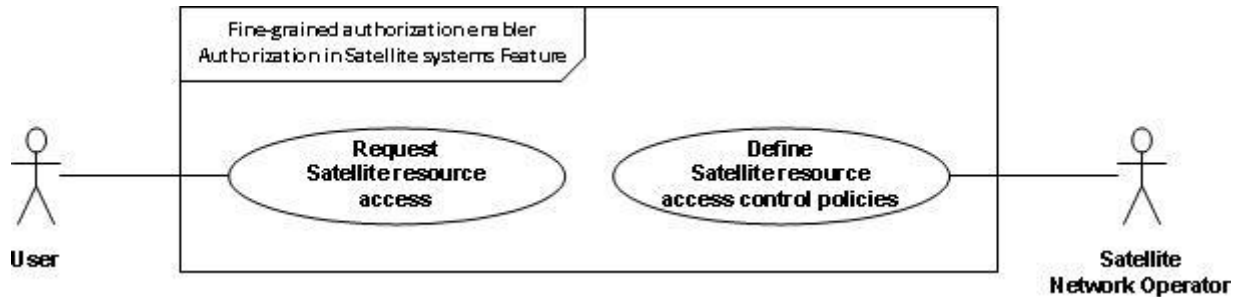 Fine-grained authorization enabler
Authorization in Satellite systems Feature
Request
Satellite resource
access
Define
Satellite resource
access control policies
User
Satellite
Network Operator